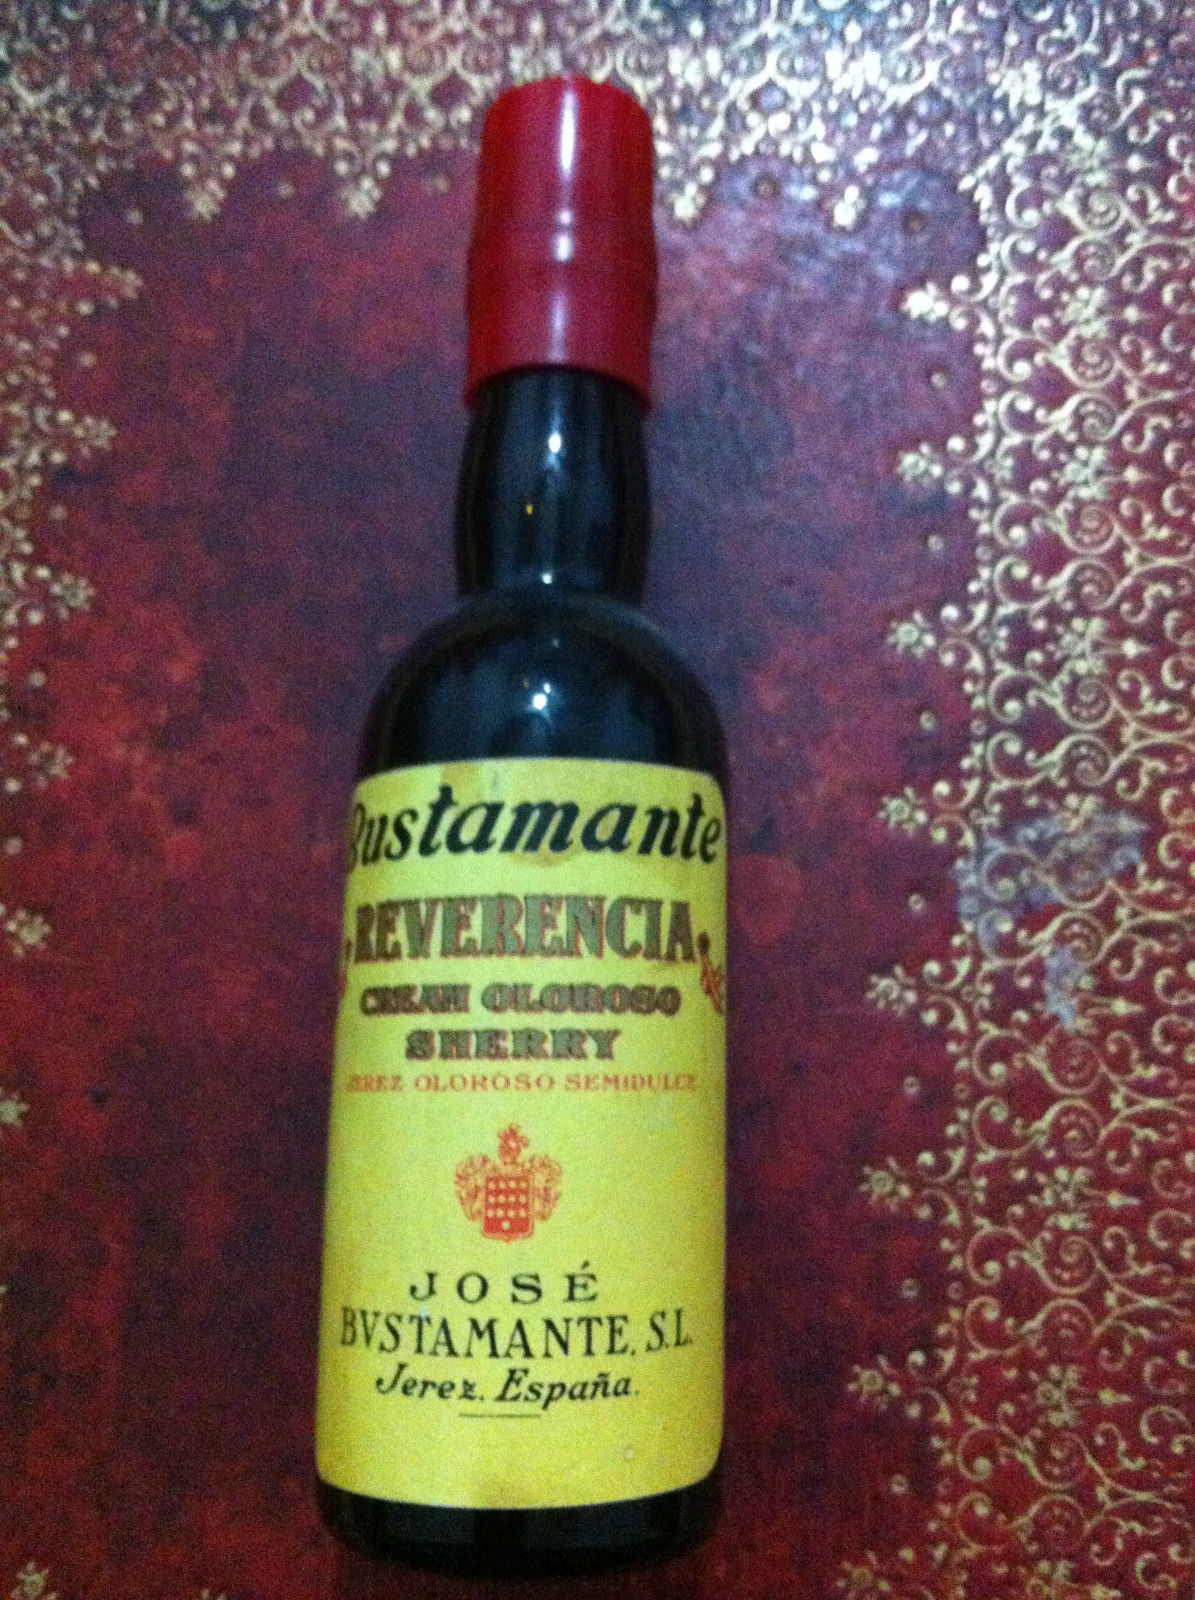 Bustamante
REVERENCIA
CREAM OLOROSO
SHERRY
JEREZ OLOROSO SEMIDULCE
JOSÉ
BVSTAMANTE, S.L.
Jerez. España.